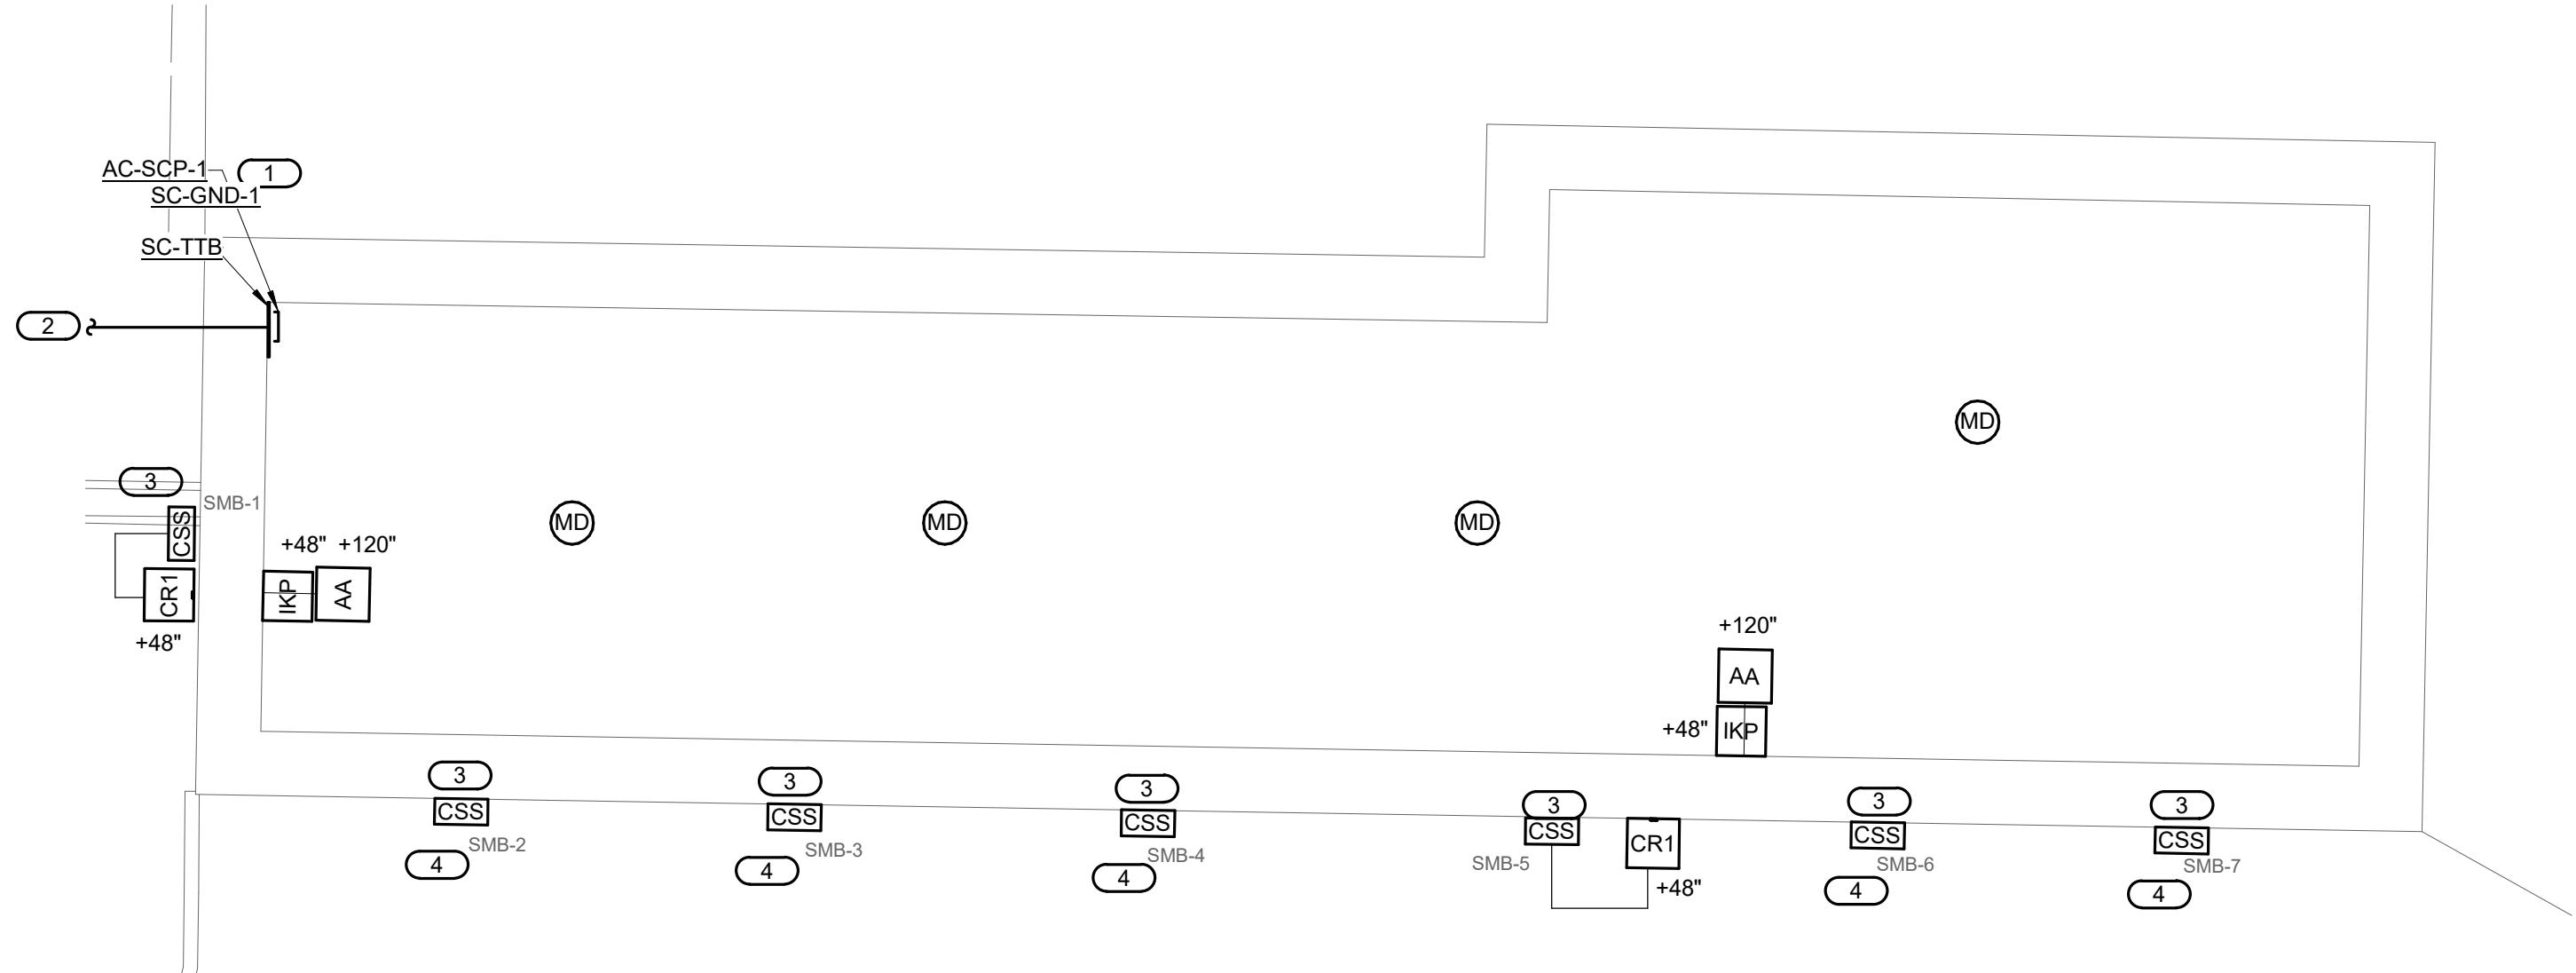 AC-SCP-1
1
SC-GND-1
SC-TTB
2
MD
3
SMB-1
CSS
MD
MD
MD
+48" +120"
CR1
IKP
AA
+48"
+120"
AA
+48"
IKP
3
3
3
3
3
3
CSS
CSS
CSS
CSS
CR1
CSS
CSS
SMB-2
SMB-3
SMB-4
SMB-5
SMB-6
SMB-7
4
4
4
+48"
4
4